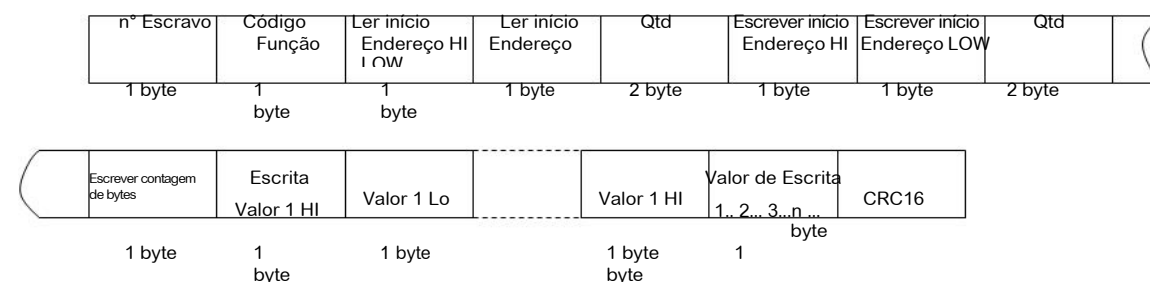 n° Escravo Código Ler início Ler início Qtd Escrever início Escrever início Qtd
Função Endereço HI Endereço Endereço HI Endereço LOW
LOW
1 byte 1 1 1 byte 2 byte 1 byte 1 byte 2 byte
byte byte
Escrever contagem Escrita Valor de Escrita
de bytes Valor 1 HI Valor 1 Lo Valor 1 HI 1.. 2... 3...n ... CRC16
byte
1 byte 1 1 byte 1 byte 1
byte byte